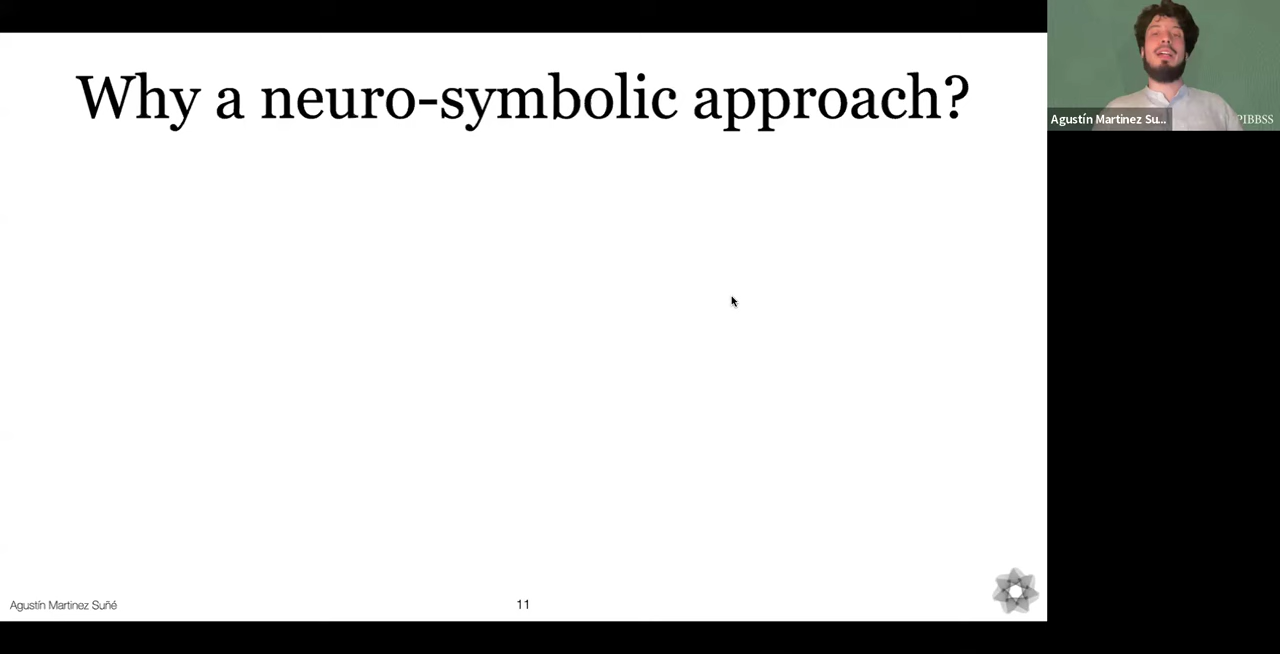 Why a neuro-symbolic approach?
Agustín Martinez Su...
PIBBSS
Agustín Martinez Suñé
11